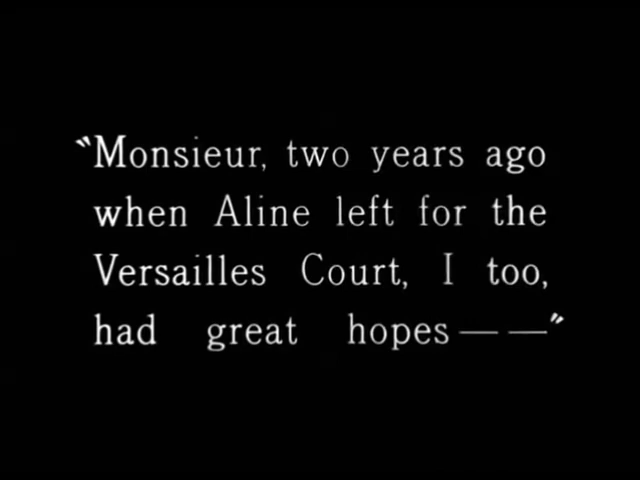 "Monsieur, two years ago
when Aline left for the
Versailles Court, I too,
had great hopes — —"